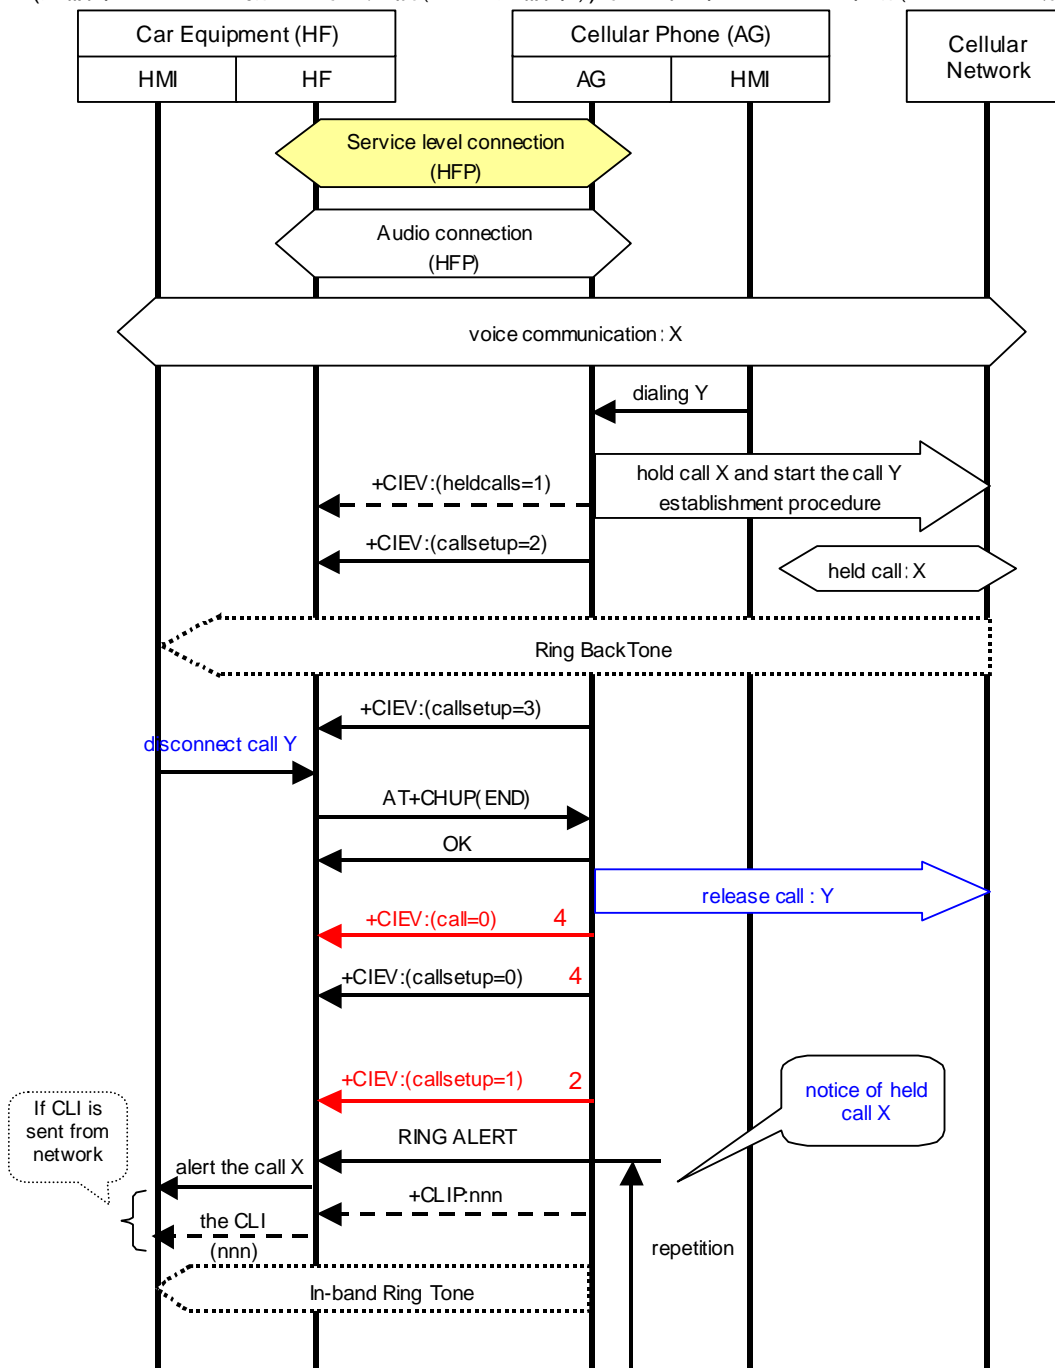 Car Equipment (HF)
Cellular Phone (AG)
Cellular
Network
HMI
HF
AG
HMI
Service level connection
(HFP)
Audio connection
(HFP)
voice communication: X
dialing Y
+CIEV:(heldcalls=1)
hold call X and start the call Y
establishment procedure
+CIEV:(callsetup=2)
held call: X
Ring Back Tone
+CIEV:(callsetup=3)
disconnect call Y
AT+CHUP(END)
OK
release call : Y
+CIEV:(call=0) 4
+CIEV:(callsetup=0) 4
+CIEV:(callsetup=1) 2
notice of held
call X
If CLI is
sent from
network
RING ALERT
alert the call X
+CLIP:nnn
the CLI
(nnn)
repetition
In-band Ring Tone